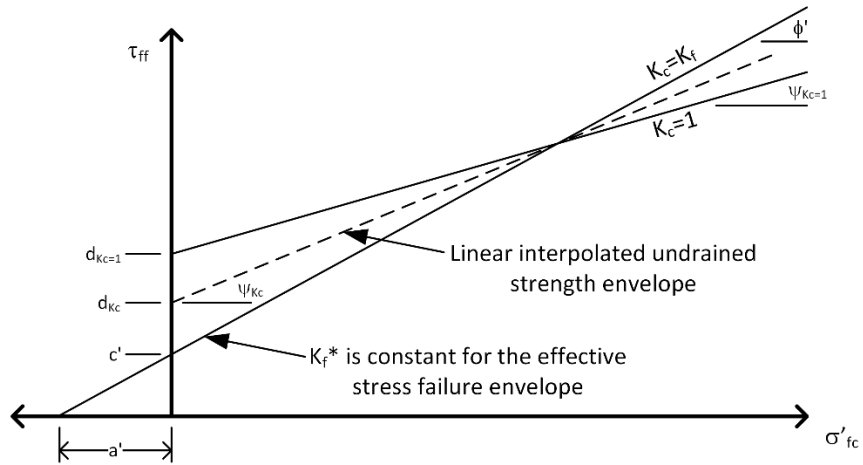 τff
Kc=Kf
ϕ'
Kc=1
ψKc=1
dKc=1
Linear interpolated undrained
strength envelope
dKc
ψKc
c'
Kf* is constant for the effective
stress failure envelope
a'
σ'fc